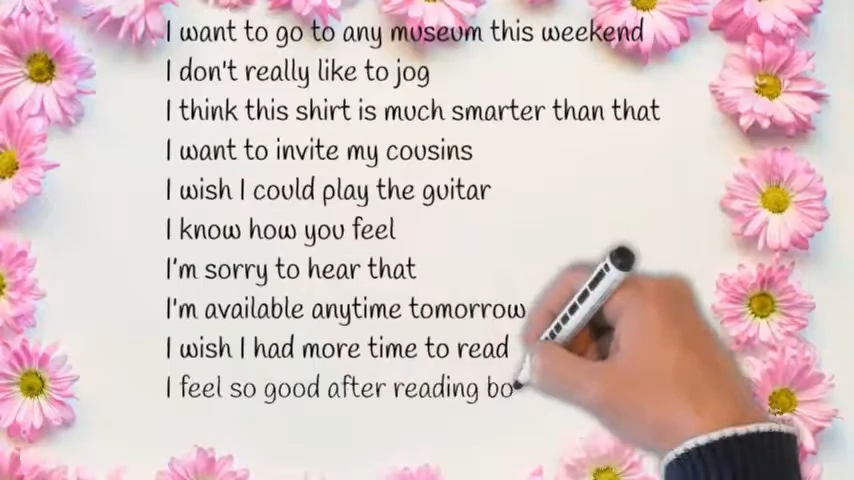 I want to go to any museum this weekend
I don't really like to jog
I think this shirt is much smarter than that
I want to invite my cousins
I wish I could play the guitar
I know how you feel
I'm sorry to hear that
I'm available anytime tomorrow
I wish I had more time to read
I feel so good after reading bo